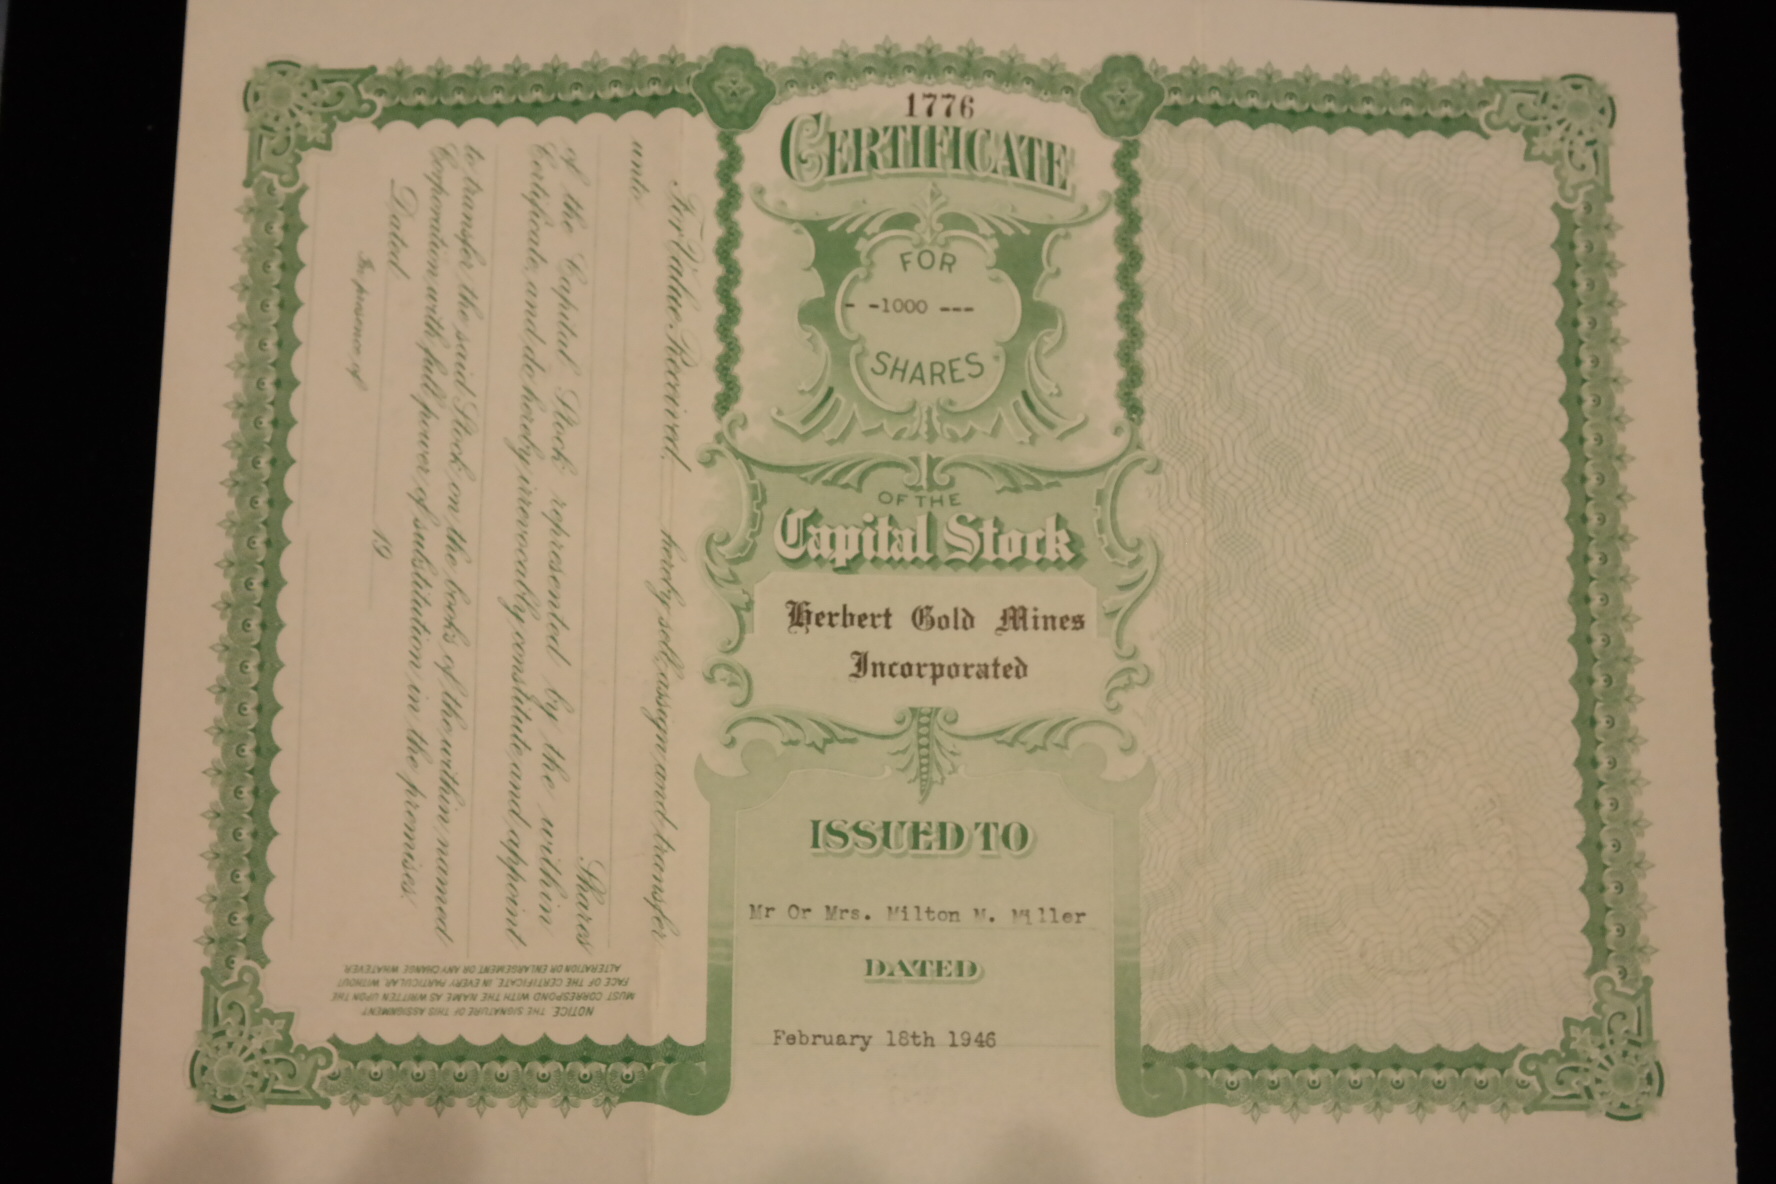 1776
CERTIFICATE
FOR
- -1000 ---
SHARES
OF THE
Capital Stock
Herbert Gold Mines
Incorporated
ISSUED TO
Mr Or Mrs. Milton M. Miller
DATED
February 18th 1946
For Value Received, hereby sell, assign, and transfer
unto
Shares
of the Capital Stock represented by the within
Certificate, and do hereby irrevocably constitute and appoint
to transfer the said Stock on the books of the within named
Corporation with full power of substitution in the premises.
Dated 19
In presence of
NOTICE. THE SIGNATURE OF THIS ASSIGNMENT
MUST CORRESPOND WITH THE NAME AS WRITTEN UPON THE
FACE OF THE CERTIFICATE, IN EVERY PARTICULAR, WITHOUT
ALTERATION OR ENLARGEMENT OR ANY CHANGE WHATEVER